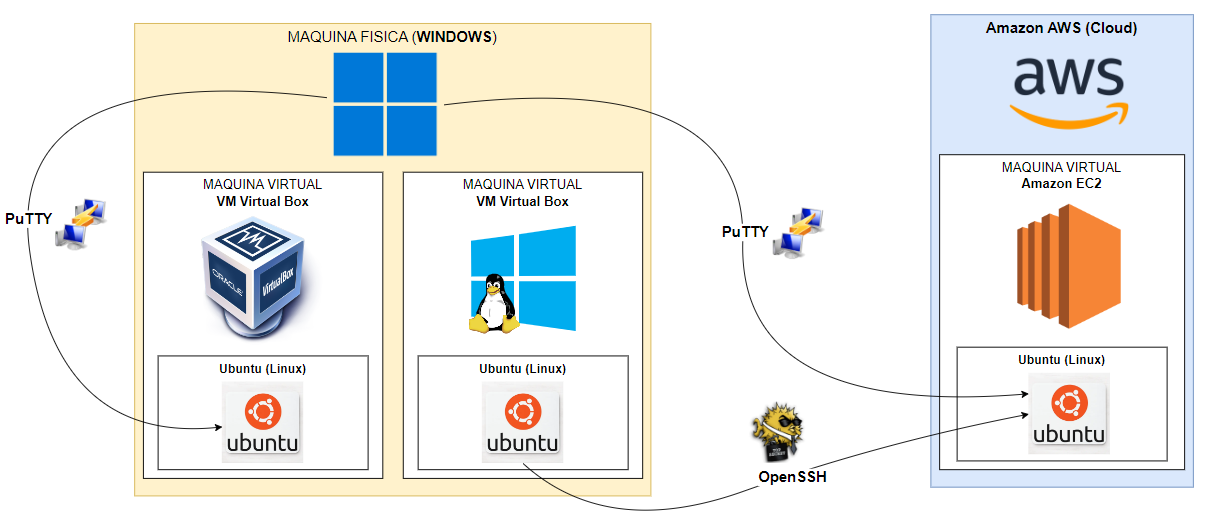 MAQUINA FISICA (WINDOWS)
MAQUINA VIRTUAL
VM Virtual Box
ORACLE
VM
VirtualBox
Ubuntu (Linux)
ubuntu
MAQUINA VIRTUAL
VM Virtual Box
Ubuntu (Linux)
ubuntu
PuTTY
PuTTY
OpenSSH
Amazon AWS (Cloud)
aws
MAQUINA VIRTUAL
Amazon EC2
Ubuntu (Linux)
ubuntu